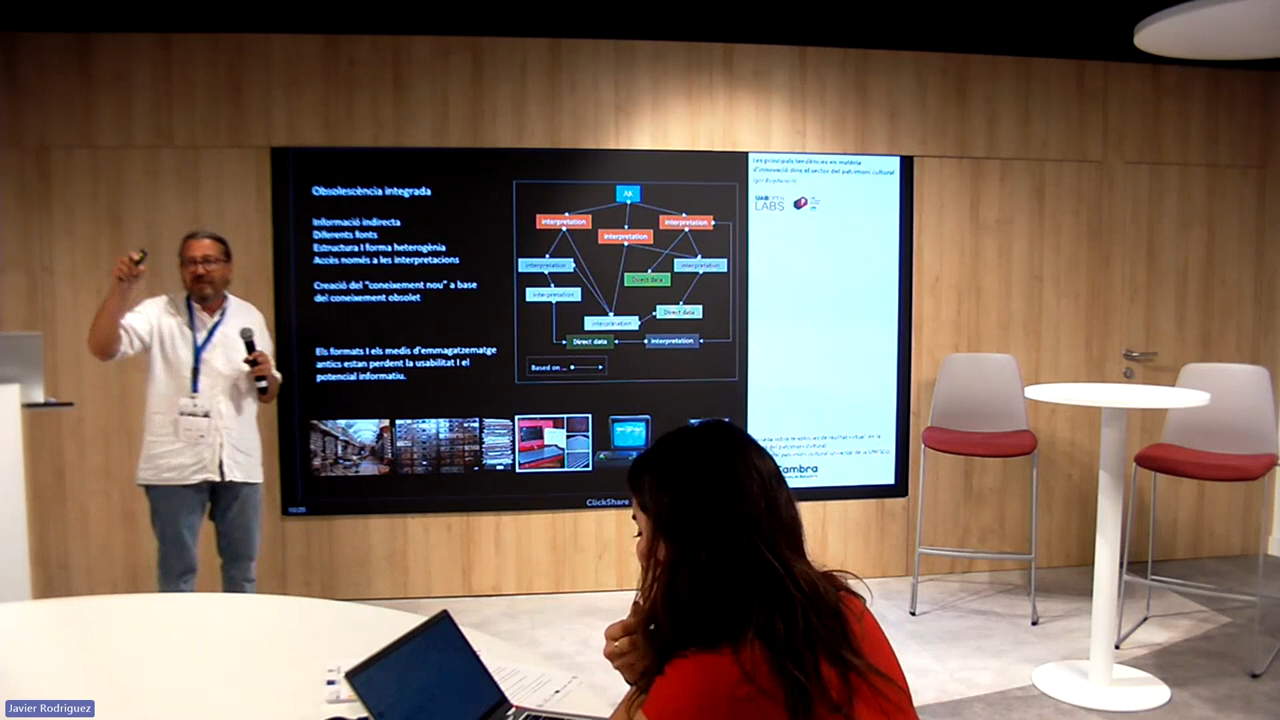 Obsolescència integrada
Informació indirecta
Diferents fonts
Estructura I forma heterogènia
Accès només a les interpretacions
Creació del "coneixement nou" a base
del coneixement obsolet
Els formats I els medis d'emmagatzematge
antics estan perdent la usabilitat I el
potencial informatiu.
AK
interpretation
interpretation
interpretation
interpretation
interpretation
Direct data
interpretation
Direct data
interpretation
Direct data
interpretation
Based on ...
ClickShare
Les principals tendències en matèria
d'innovació dins el sector del patrimoni cultural
UAB OPEN
LABS
Cambra
Javier Rodriguez